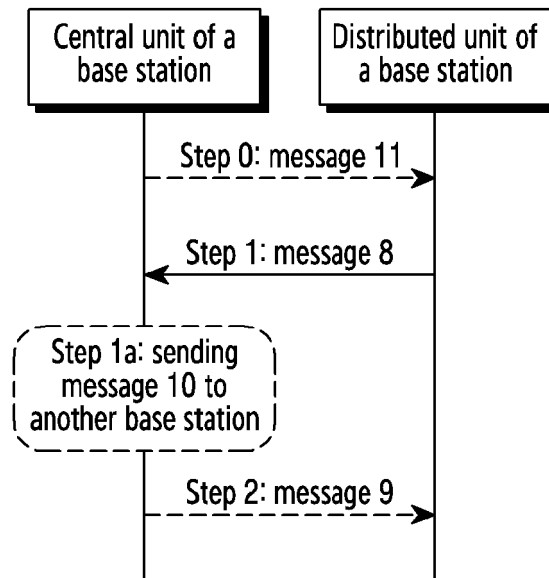 Central unit of a
base station
Distributed unit of
a base station
Step 0: message 11
Step 1: message 8
Step 1a: sending
message 10 to
another base station
Step 2: message 9